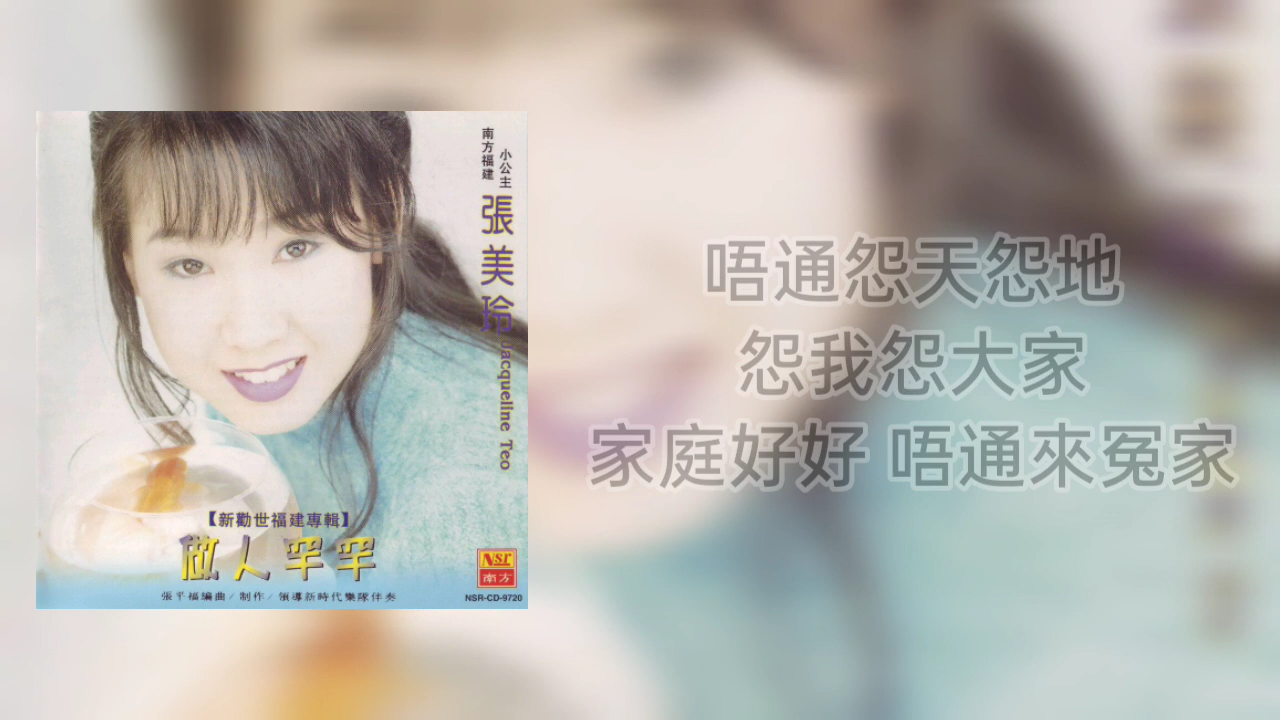 南方福建
小公主
張美玲
Jacqueline Teo
【新勸世福建專輯】
做人罕罕
張平福編曲/制作/領導新時代樂隊伴奏
NSR
南方
NSR-CD-9720
唔通怨天怨地
怨我怨大家
家庭好好 唔通來冤家